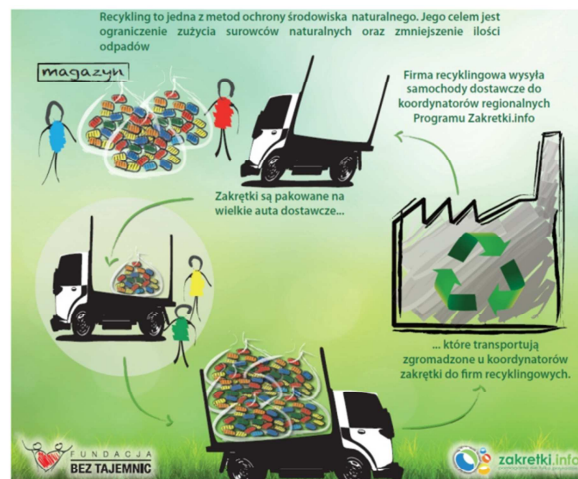 Recykling to jedna z metod ochrony środowiska naturalnego. Jego celem jest
ograniczenie zużycia surowców naturalnych oraz zmniejszenie ilości
odpadów
magazyn
Firma recyklingowa wysyła
samochody dostawcze do
koordynatorów regionalnych
Programu Zakretki.info
Zakrętki są pakowane na
wielkie auta dostawcze...
... które transportują
zgromadzone u koordynatorów
zakrętki do firm recyklingowych.
FUNDACJA
BEZ TAJEMNIC
zakretki.info